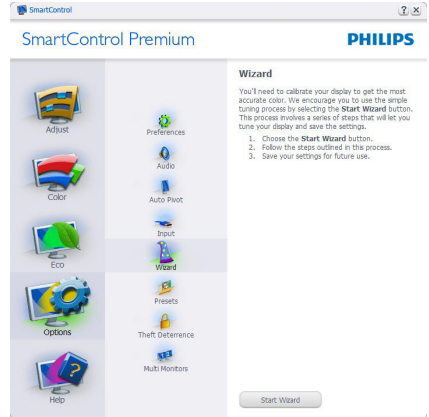 SmartControl
SmartControl Premium
PHILIPS
Adjust
Color
Eco
Options
Help
Preferences
Audio
Auto Pivot
Input
Wizard
Presets
Theft Deterrence
Multi Monitors
Wizard
You'll need to calibrate your display to get the most
accurate color. We encourage you to use the simple
tuning process by selecting the Start Wizard button.
This process involves a series of steps that will let you
tune your display and save the settings.
1. Choose the Start Wizard button.
2. Follow the steps outlined in this process.
3. Save your settings for future use.
Start Wizard